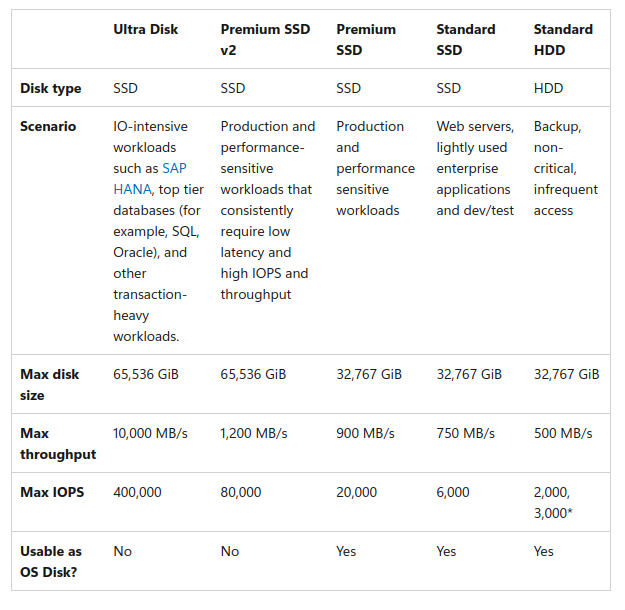 Ultra Disk Premium SSD v2 Premium SSD Standard SSD Standard HDD
Disk type SSD SSD SSD SSD HDD
Scenario
IO-intensive
workloads
such as SAP
HANA, top tier
databases (for
example, SQL,
Oracle), and
other
transaction-
heavy
workloads.
Production and
performance-
sensitive
workloads that
consistently
require low
latency and
high IOPS and
throughput
Production
and
performance
sensitive
workloads
Web servers,
lightly used
enterprise
applications
and dev/test
Backup,
non-
critical,
infrequent
access
Max disk size 65,536 GiB 65,536 GiB 32,767 GiB 32,767 GiB 32,767 GiB
Max throughput 10,000 MB/s 1,200 MB/s 900 MB/s 750 MB/s 500 MB/s
Max IOPS 400,000 80,000 20,000 6,000 2,000, 3,000*
Usable as OS Disk? No No Yes Yes Yes